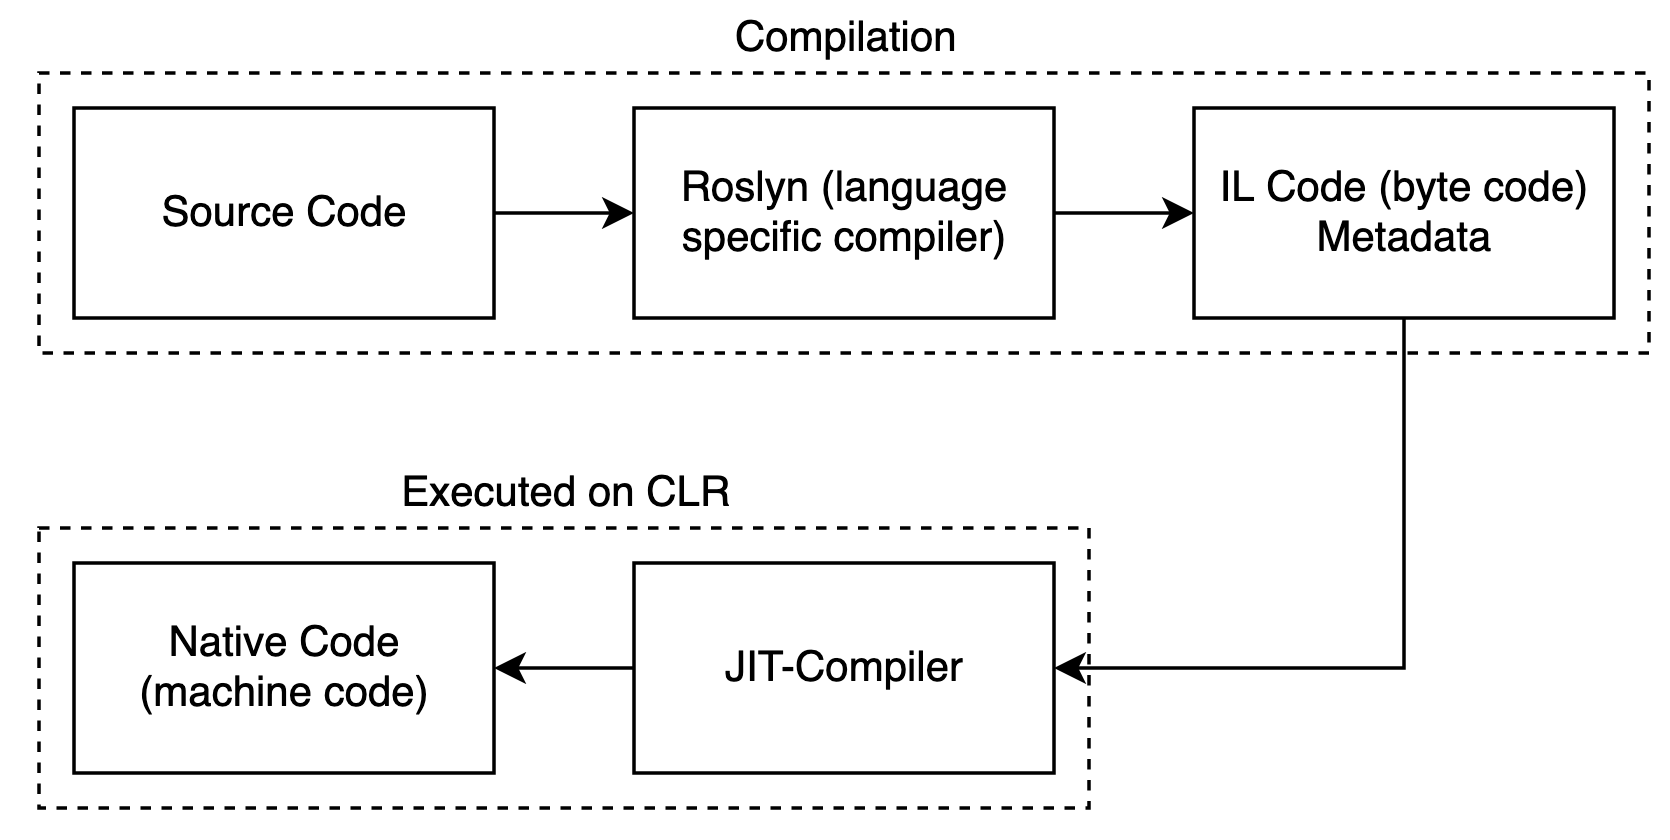 Compilation
Source Code
Roslyn (language
specific compiler)
IL Code (byte code)
Metadata
Executed on CLR
Native Code
(machine code)
JIT-Compiler